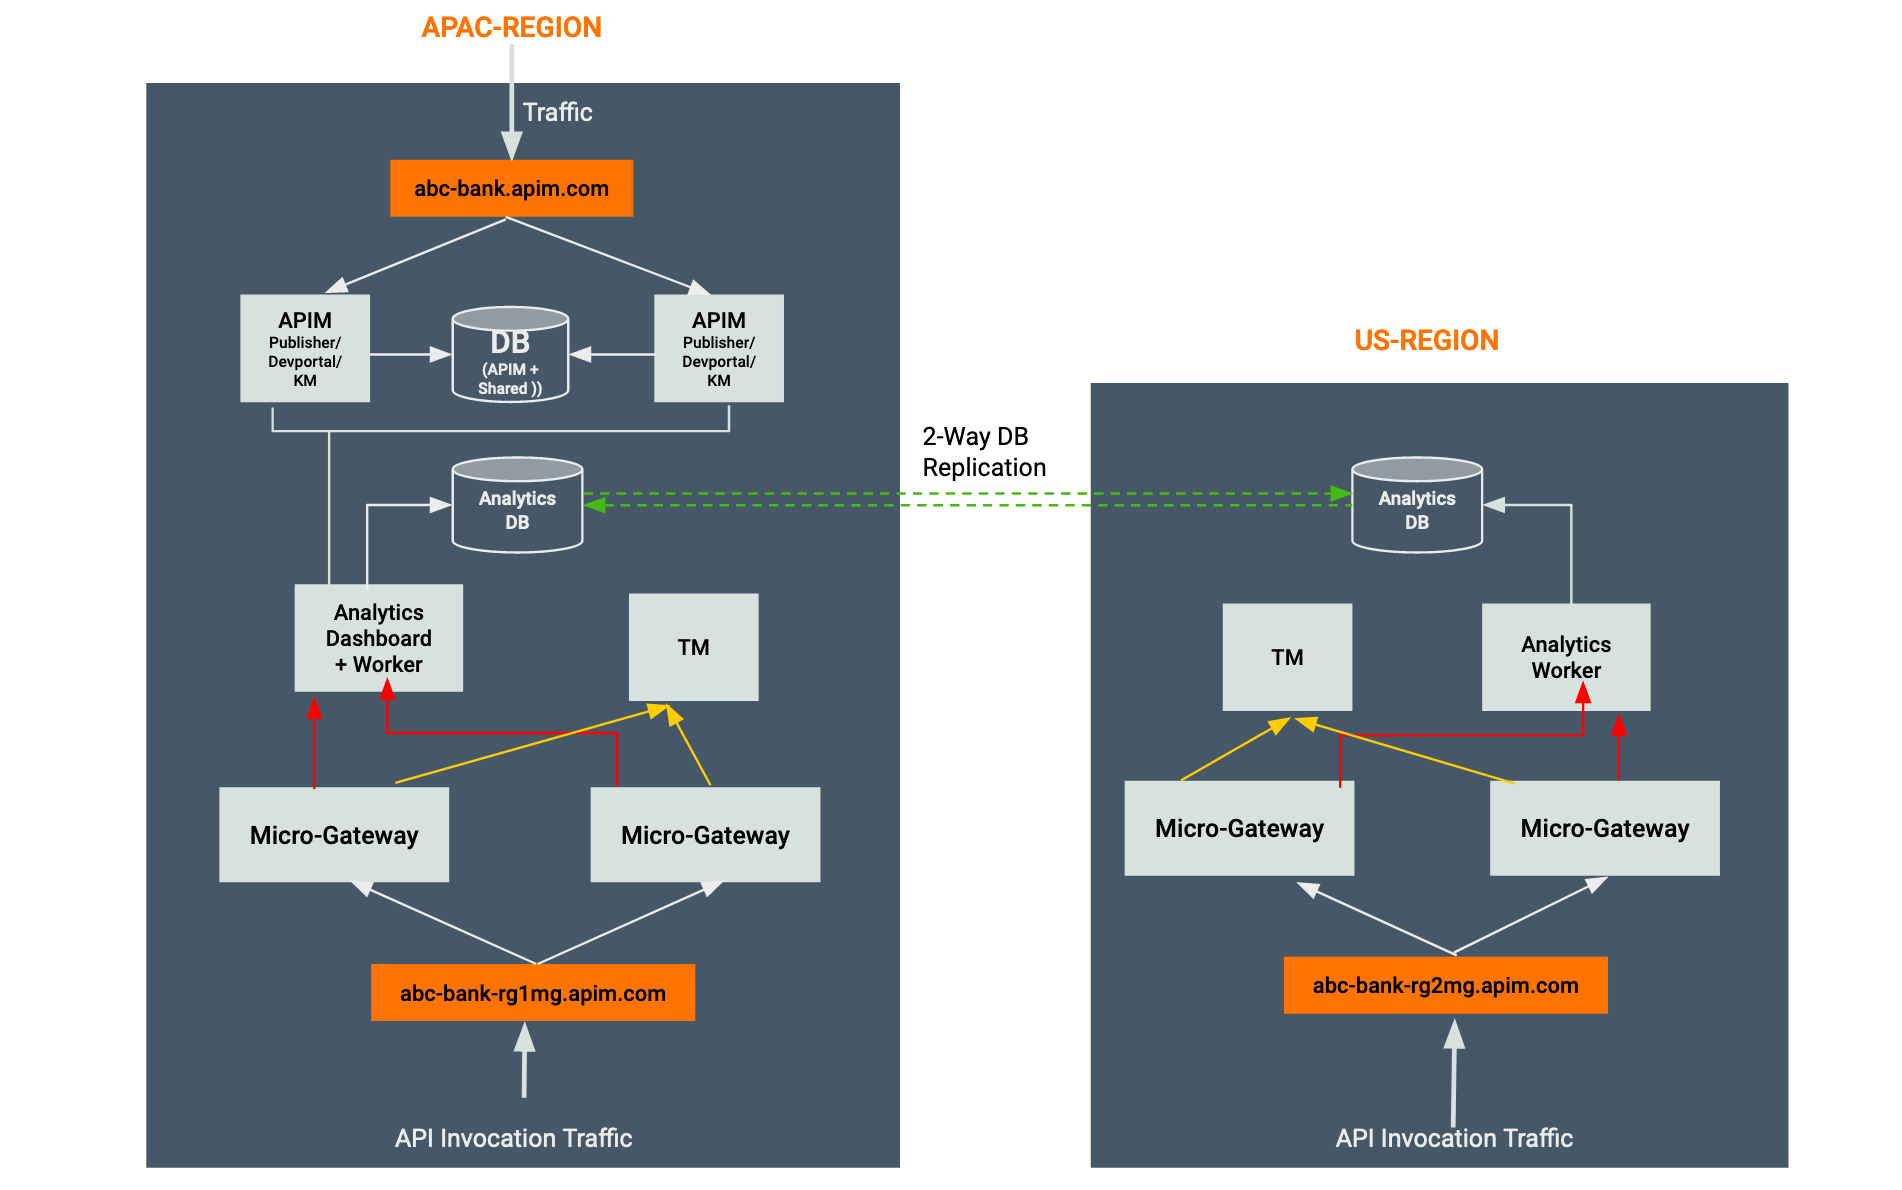 APAC-REGION
Traffic
abc-bank.apim.com
APIM
Publisher/
Devportal/
KM
DB
(APIM +
Shared ))
APIM
Publisher/
Devportal/
KM
US-REGION
2-Way DB
Replication
Analytics
DB
Analytics
DB
Analytics
Dashboard
+ Worker
TM
TM
Analytics
Worker
Micro-Gateway
Micro-Gateway
Micro-Gateway
Micro-Gateway
abc-bank-rg1mg.apim.com
abc-bank-rg2mg.apim.com
API Invocation Traffic
API Invocation Traffic